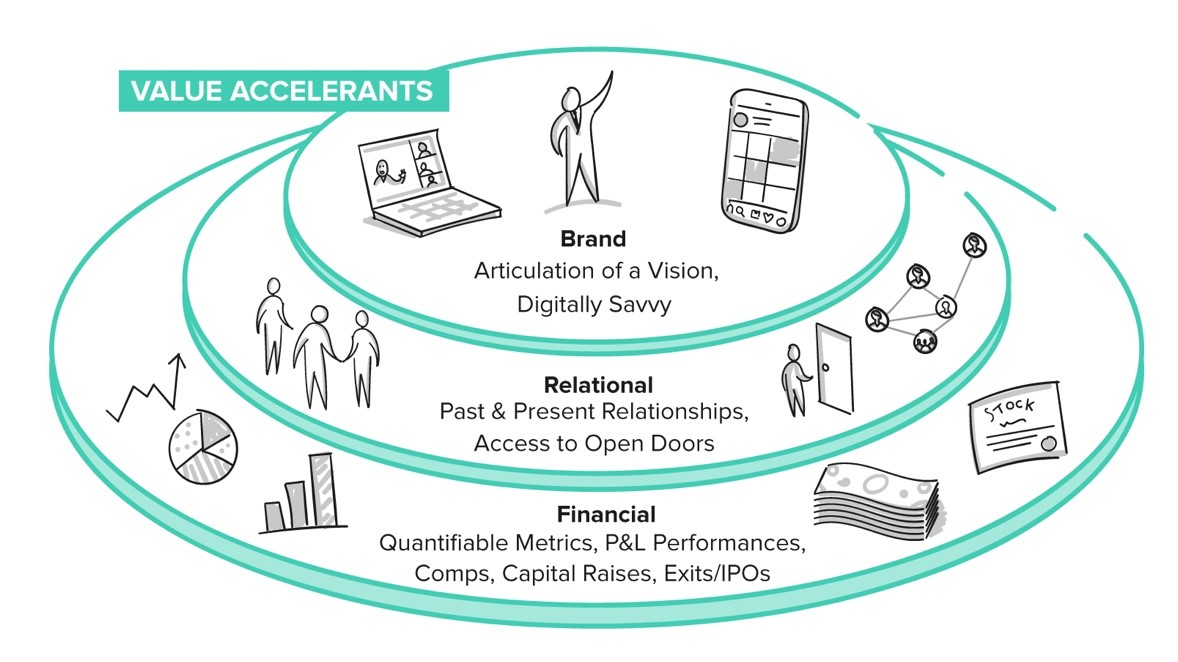 VALUE ACCELERANTS
Brand
Articulation of a Vision,
Digitally Savvy
Relational
Past & Present Relationships,
Access to Open Doors
STOCK
Financial
Quantifiable Metrics, P&L Performances,
Comps, Capital Raises, Exits/IPOs